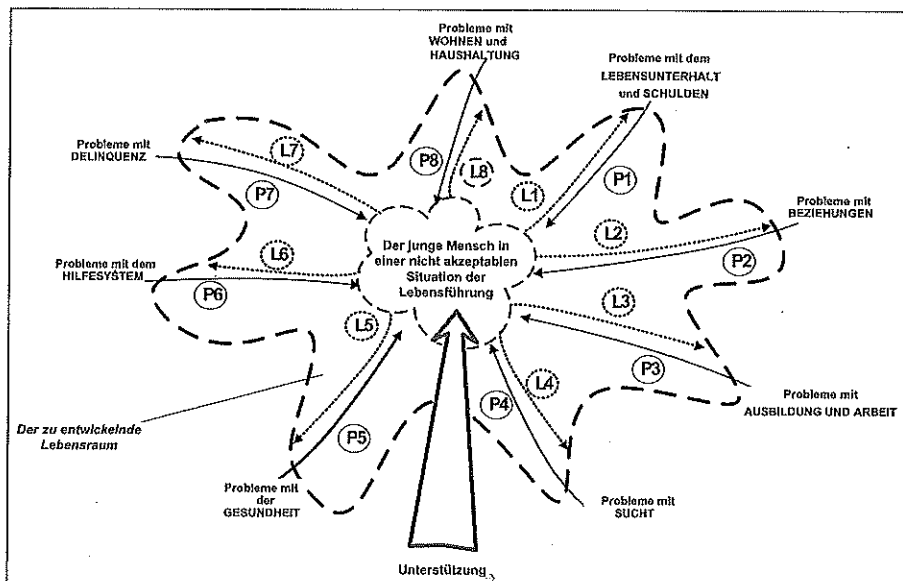 Probleme mit
WOHNEN und
HAUSHALTUNG
Probleme mit dem
LEBENSUNTERHALT
und SCHULDEN
Probleme mit
DELINQUENZ
L7
P7
P8
L8
L1
P1
Probleme mit
BEZIEHUNGEN
L2
P2
Der junge Mensch in
einer nicht akzeptablen
Situation der
Lebensführung
L6
Probleme mit dem
HILFESYSTEM
P6
L3
P3
L5
L4
P4
P5
Probleme mit
AUSBILDUNG UND ARBEIT
Der zu entwickelnde
Lebensraum
Probleme mit
der
GESUNDHEIT
Probleme mit
SUCHT
Unterstützung